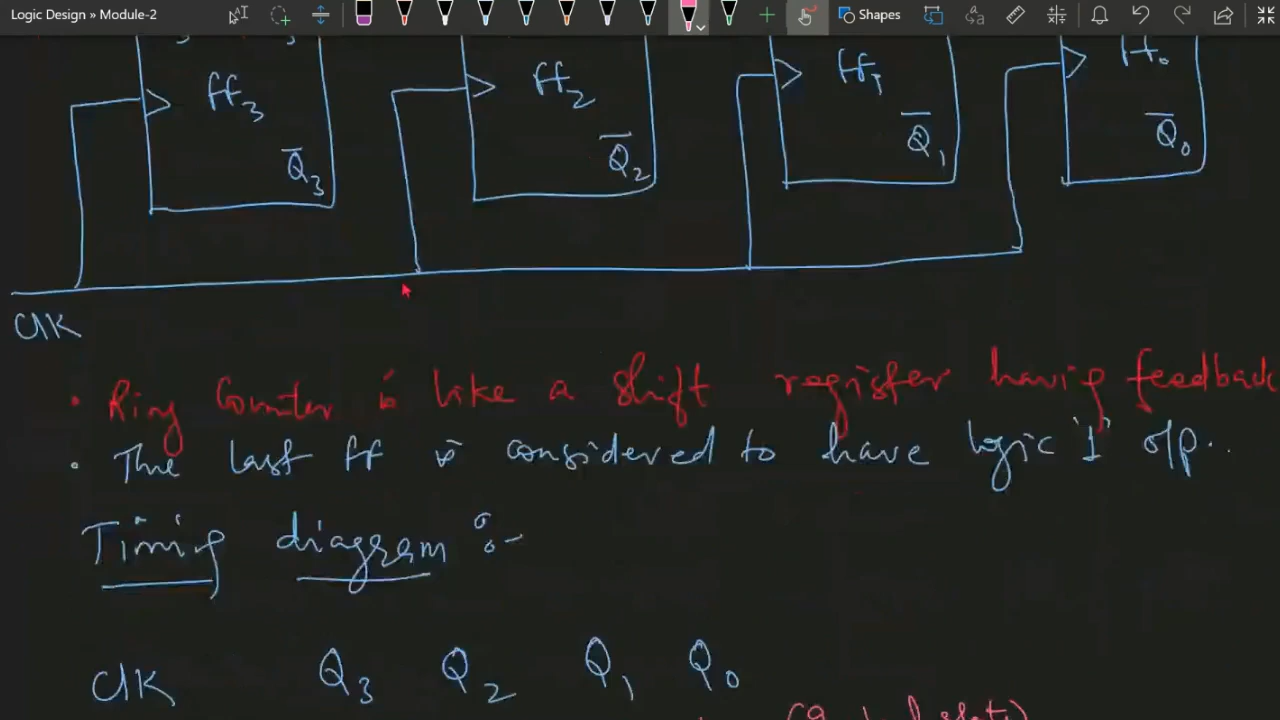 Logic Design » Module-2
Shapes
ff3 ff2 ff1 ff0
Q̅3 Q̅2 Q̅1 Q̅0
Clk
• Ring Counter is like a shift register having feedback
• The last ff is considered to have logic '1' o/p.
Timing diagram :-
Clk Q3 Q2 Q1 Q0